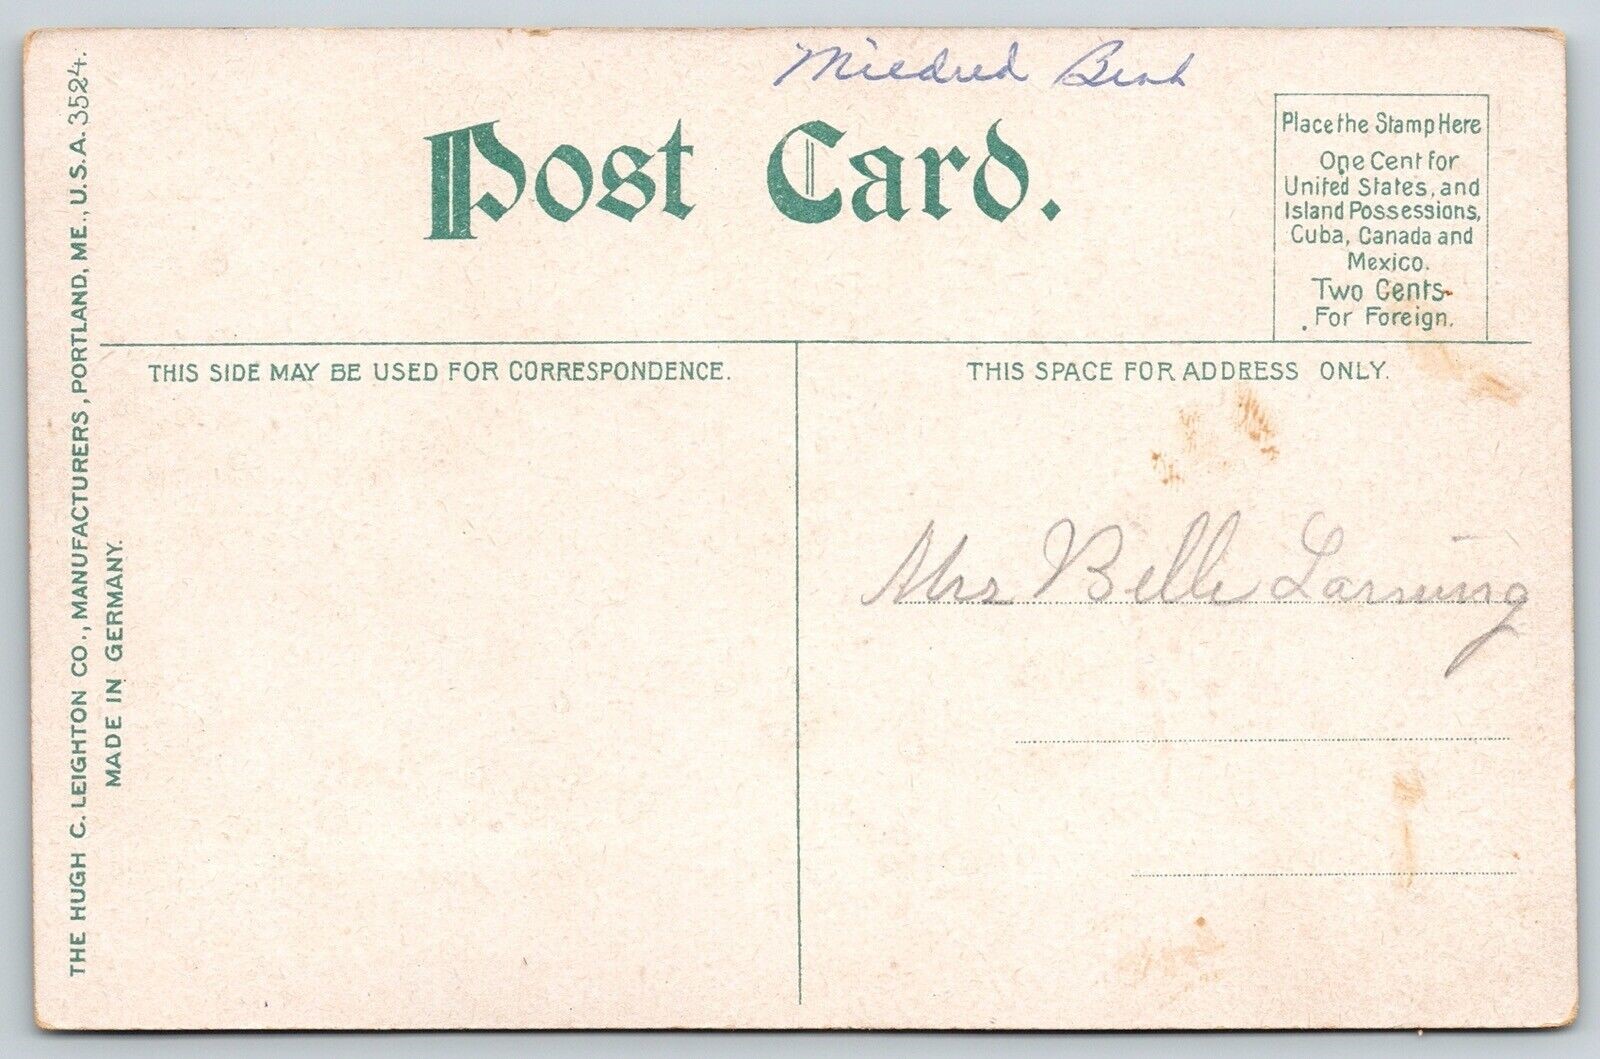 Mildred
Post Card.
Place the Stamp Here
One Cent for
United States, and
Island Possessions,
Cuba, Canada and
Mexico.
Two Cents
For Foreign.
THIS SIDE MAY BE USED FOR CORRESPONDENCE.
THIS SPACE FOR ADDRESS ONLY.
Mrs Belle
THE HUGH C. LEIGHTON CO., MANUFACTURERS, PORTLAND, ME., U.S.A. 3524.
MADE IN GERMANY.